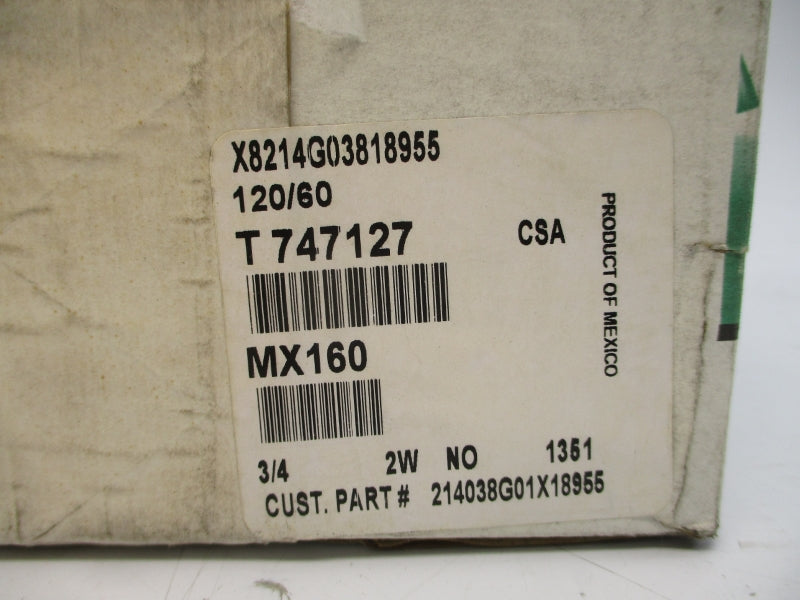 X8214G03818955
120/60
T 747127 CSA
PRODUCT OF MEXICO
MX160
3/4 2W NO 1351
CUST. PART # 214038G01X18955